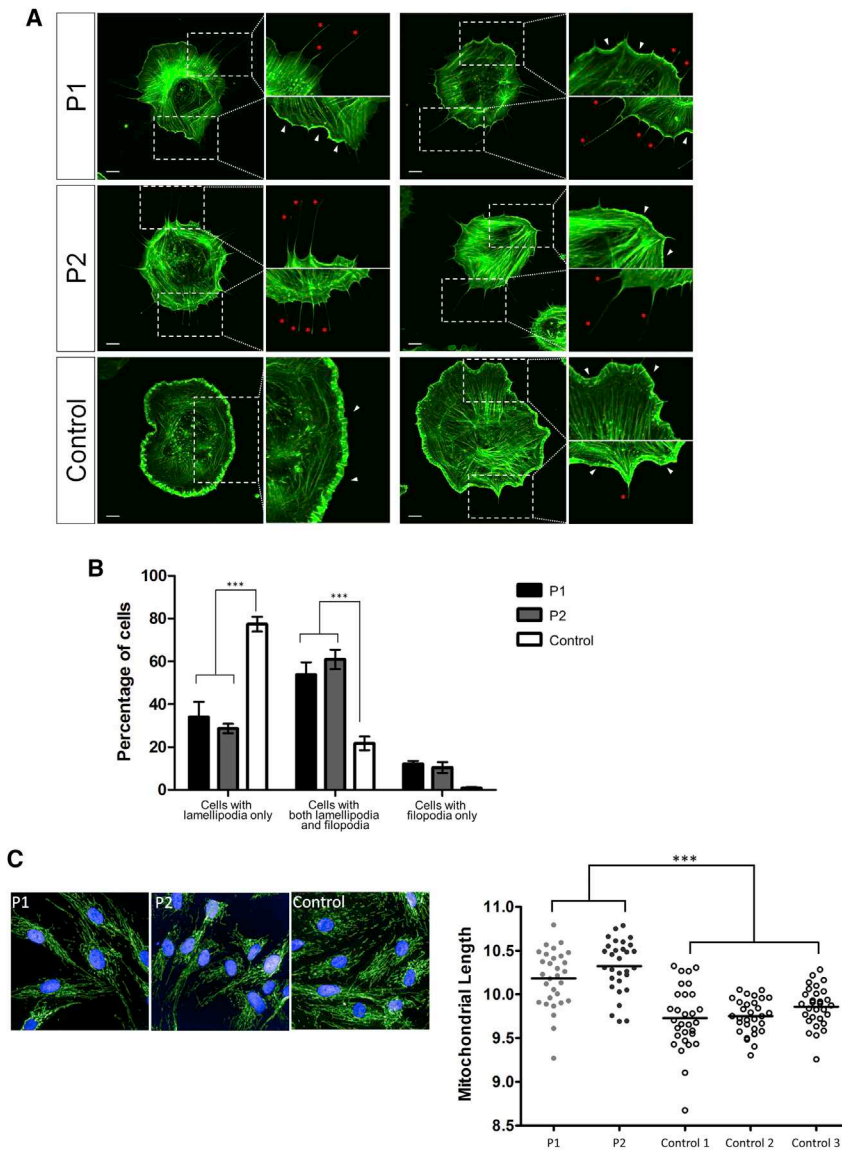 A
P1
P2
Control
B
Percentage of cells
100
80
60
40
20
0
***
***
P1
P2
Control
Cells with
lamellipodia only
Cells with
both lamellipodia
and filopodia
Cells with
filopodia only
C
P1
P2
Control
***
Mitochondrial Length
11.0
10.5
10.0
9.5
9.0
8.5
P1
P2
Control 1
Control 2
Control 3